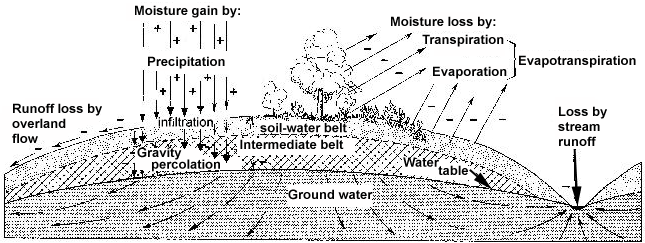 Moisture gain by:
Precipitation
Moisture loss by:
Transpiration
Evaporation
Evapotranspiration
Runoff loss by
overland
flow
Infiltration
Gravity
percolation
soil-water belt
Intermediate belt
Water
table
Ground water
Loss by
stream
runoff